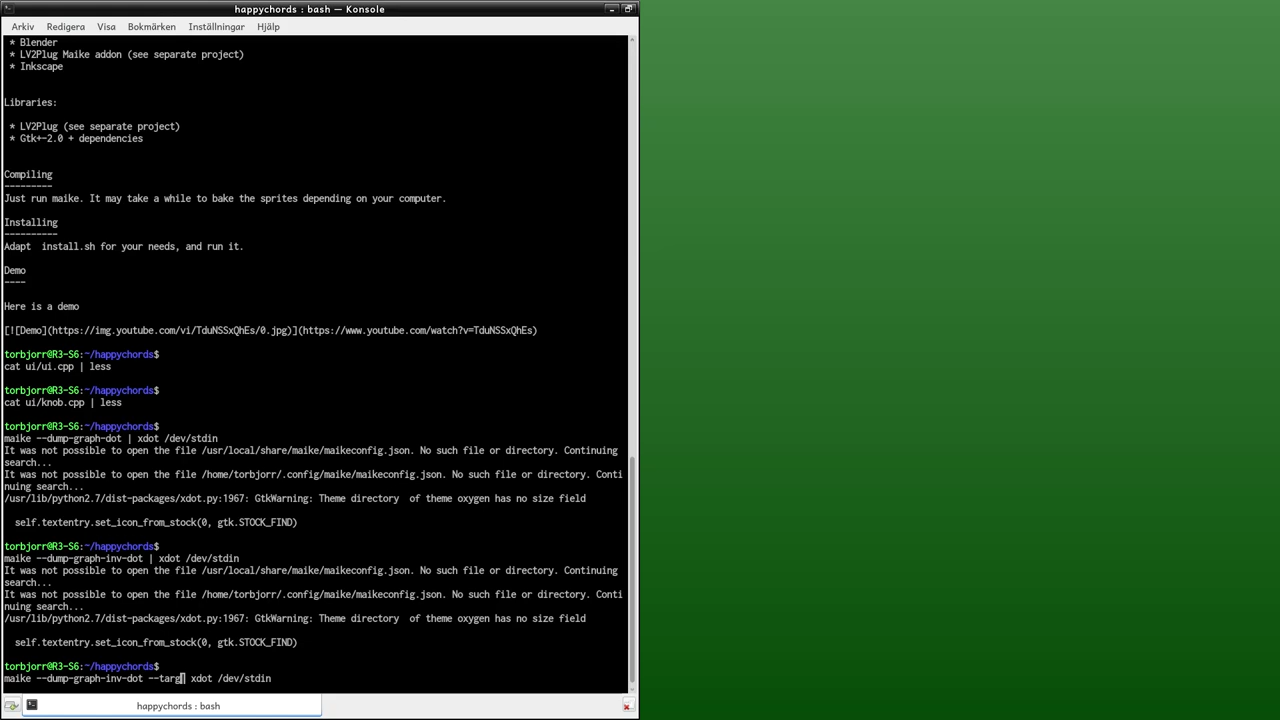 happychords : bash — Konsole
Arkiv Redigera Visa Bokmärken Inställningar Hjälp
* Blender
* LV2Plug Maike addon (see separate project)
* Inkscape
Libraries:
* LV2Plug (see separate project)
* Gtk+-2.0 + dependencies
Compiling
---------
Just run maike. It may take a while to bake the sprites depending on your computer.
Installing
----------
Adapt  install.sh for your needs, and run it.
Demo
----
Here is a demo
[![Demo](https://img.youtube.com/vi/TduNSSxQhEs/0.jpg)](https://www.youtube.com/watch?v=TduNSSxQhEs)
torbjorr@R3-S6:~/happychords$
cat ui/ui.cpp | less
torbjorr@R3-S6:~/happychords$
cat ui/knob.cpp | less
torbjorr@R3-S6:~/happychords$
maike --dump-graph-dot | xdot /dev/stdin
It was not possible to open the file /usr/local/share/maike/maikeconfig.json. No such file or directory. Continuing
search...
It was not possible to open the file /home/torbjorr/.config/maike/maikeconfig.json. No such file or directory. Conti
nuing search...
/usr/lib/python2.7/dist-packages/xdot.py:1967: GtkWarning: Theme directory  of theme oxygen has no size field
self.textentry.set_icon_from_stock(0, gtk.STOCK_FIND)
torbjorr@R3-S6:~/happychords$
maike --dump-graph-inv-dot | xdot /dev/stdin
It was not possible to open the file /usr/local/share/maike/maikeconfig.json. No such file or directory. Continuing
search...
It was not possible to open the file /home/torbjorr/.config/maike/maikeconfig.json. No such file or directory. Conti
nuing search...
/usr/lib/python2.7/dist-packages/xdot.py:1967: GtkWarning: Theme directory  of theme oxygen has no size field
self.textentry.set_icon_from_stock(0, gtk.STOCK_FIND)
torbjorr@R3-S6:~/happychords$
maike --dump-graph-inv-dot --targ| xdot /dev/stdin
happychords : bash